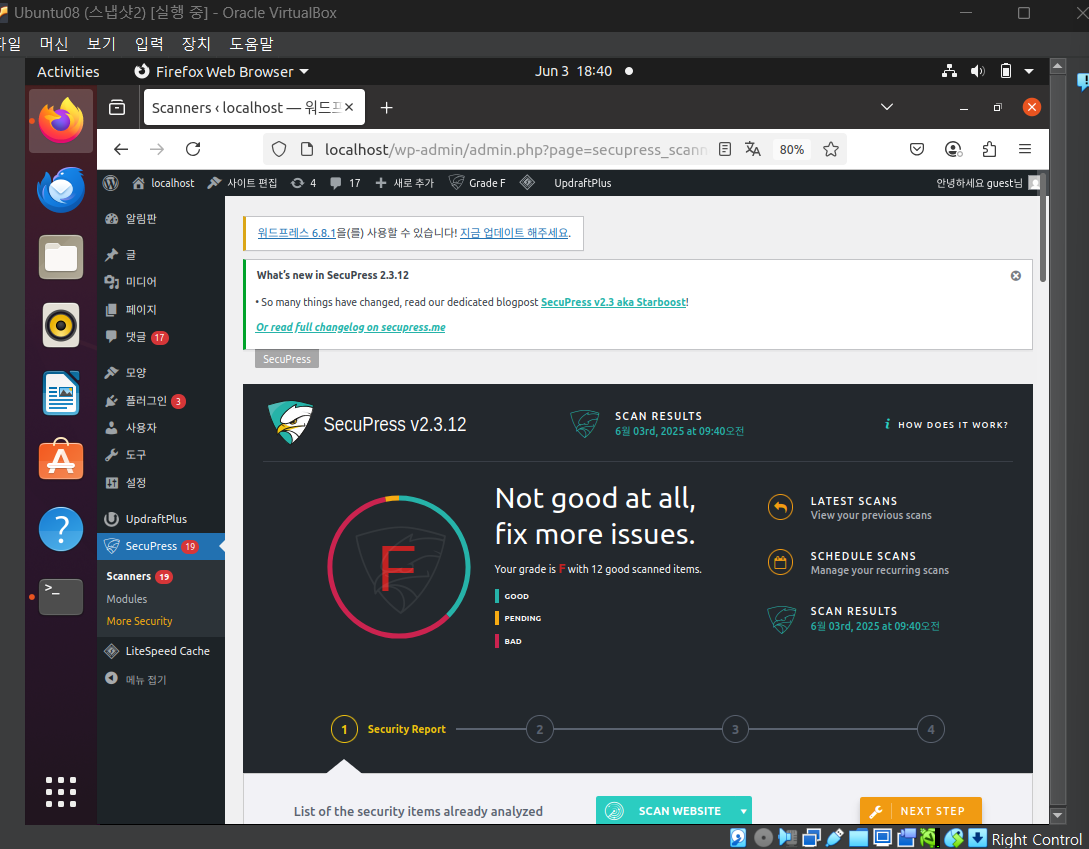 Ubuntu08 (스냅샷2) [실행 중] - Oracle VirtualBox
머신 보기 입력 장치 도움말
Activities Firefox Web Browser Jun 3 18:40
Scanners ‹ localhost — 워드프
localhost/wp-admin/admin.php?page=secupress_scann 80%
localhost 사이트 편집 4 17 새로 추가 Grade F UpdraftPlus 안녕하세요 guest님
알림판
글
미디어
페이지
댓글 17
모양
플러그인 3
사용자
도구
설정
UpdraftPlus
SecuPress 19
Scanners 19
Modules
More Security
LiteSpeed Cache
메뉴 접기
워드프레스 6.8.1을(를) 사용할 수 있습니다! 지금 업데이트 해주세요.
What's new in SecuPress 2.3.12
• So many things have changed, read our dedicated blogpost SecuPress v2.3 aka Starboost!
Or read full changelog on secupress.me
SecuPress
SecuPress v2.3.12
SCAN RESULTS
6월 03rd, 2025 at 09:40오전
i HOW DOES IT WORK?
F
Not good at all,
fix more issues.
Your grade is F with 12 good scanned items.
GOOD
PENDING
BAD
LATEST SCANS
View your previous scans
SCHEDULE SCANS
Manage your recurring scans
SCAN RESULTS
6월 03rd, 2025 at 09:40오전
1 Security Report 2 3 4
List of the security items already analyzed
SCAN WEBSITE
NEXT STEP
Right Control